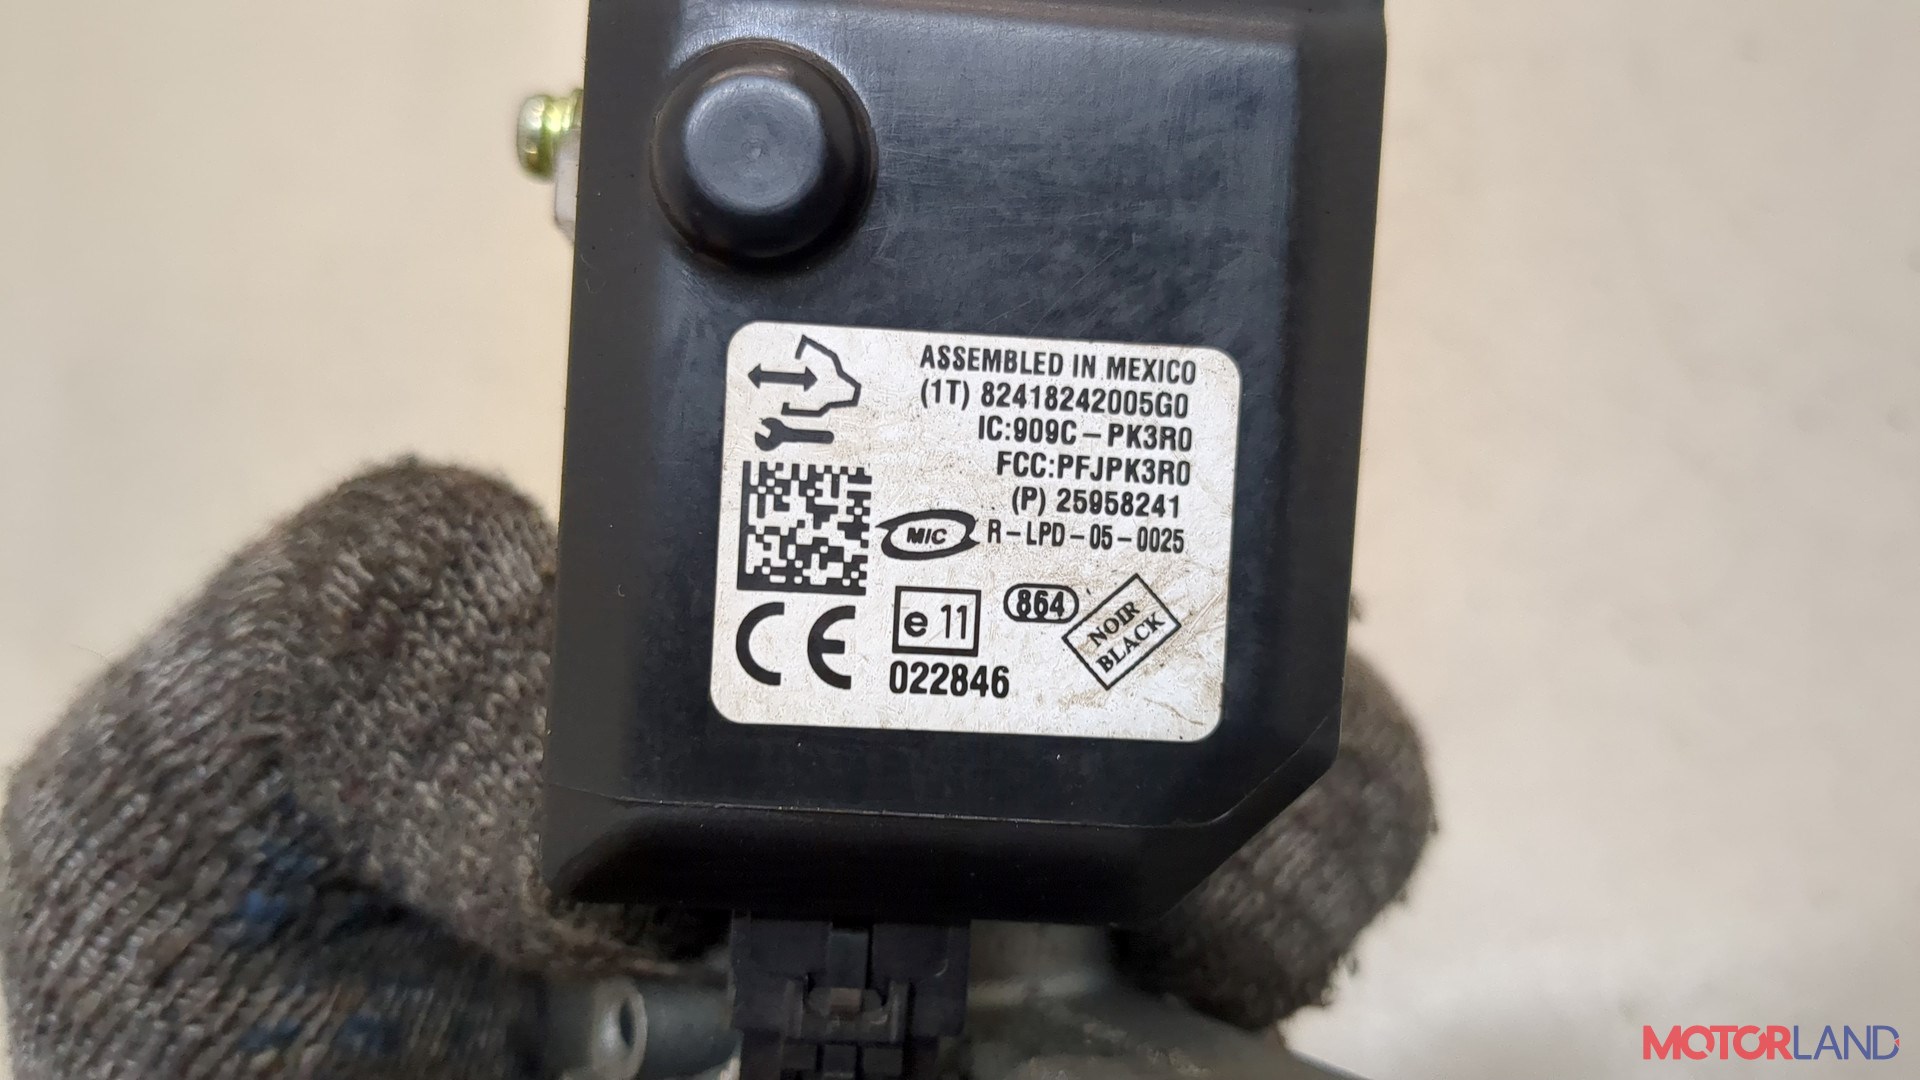 ASSEMBLED IN MEXICO
(1T) 82418242005G0
IC:909C-PK3R0
FCC:PFJPK3R0
(P) 25958241
MIC R-LPD-05-0025
CE e 11 864 NOIR
BLACK
022846
MOTORLAND